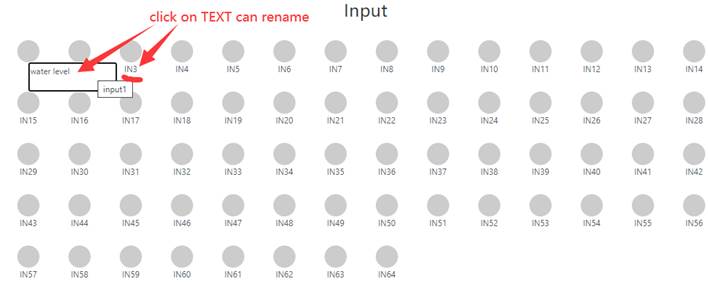 Input
click on TEXT can rename
IN3 IN4 IN5 IN6 IN7 IN8 IN9 IN10 IN11 IN12 IN13 IN14
water level
input1
IN15 IN16 IN17 IN18 IN19 IN20 IN21 IN22 IN23 IN24 IN25 IN26 IN27 IN28
IN29 IN30 IN31 IN32 IN33 IN34 IN35 IN36 IN37 IN38 IN39 IN40 IN41 IN42
IN43 IN44 IN45 IN46 IN47 IN48 IN49 IN50 IN51 IN52 IN53 IN54 IN55 IN56
IN57 IN58 IN59 IN60 IN61 IN62 IN63 IN64